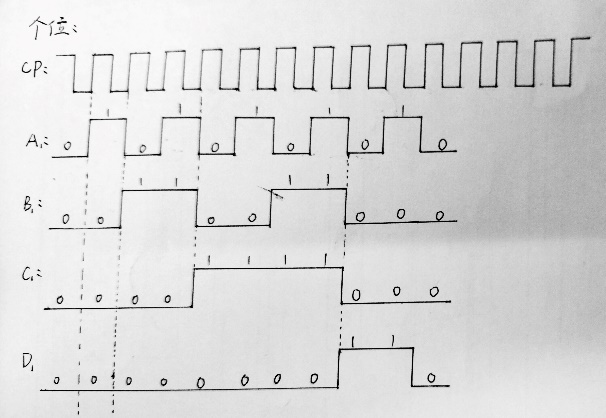 个位:
CP:
A₁: 0 1 0 1 0 1 0 1 0 1 0
B₁: 0 0 1 1 0 0 1 1 0 0 0
C₁: 0 0 0 0 1 1 1 1 0 0 0
D₁ 0 0 0 0 0 0 0 0 1 1 0